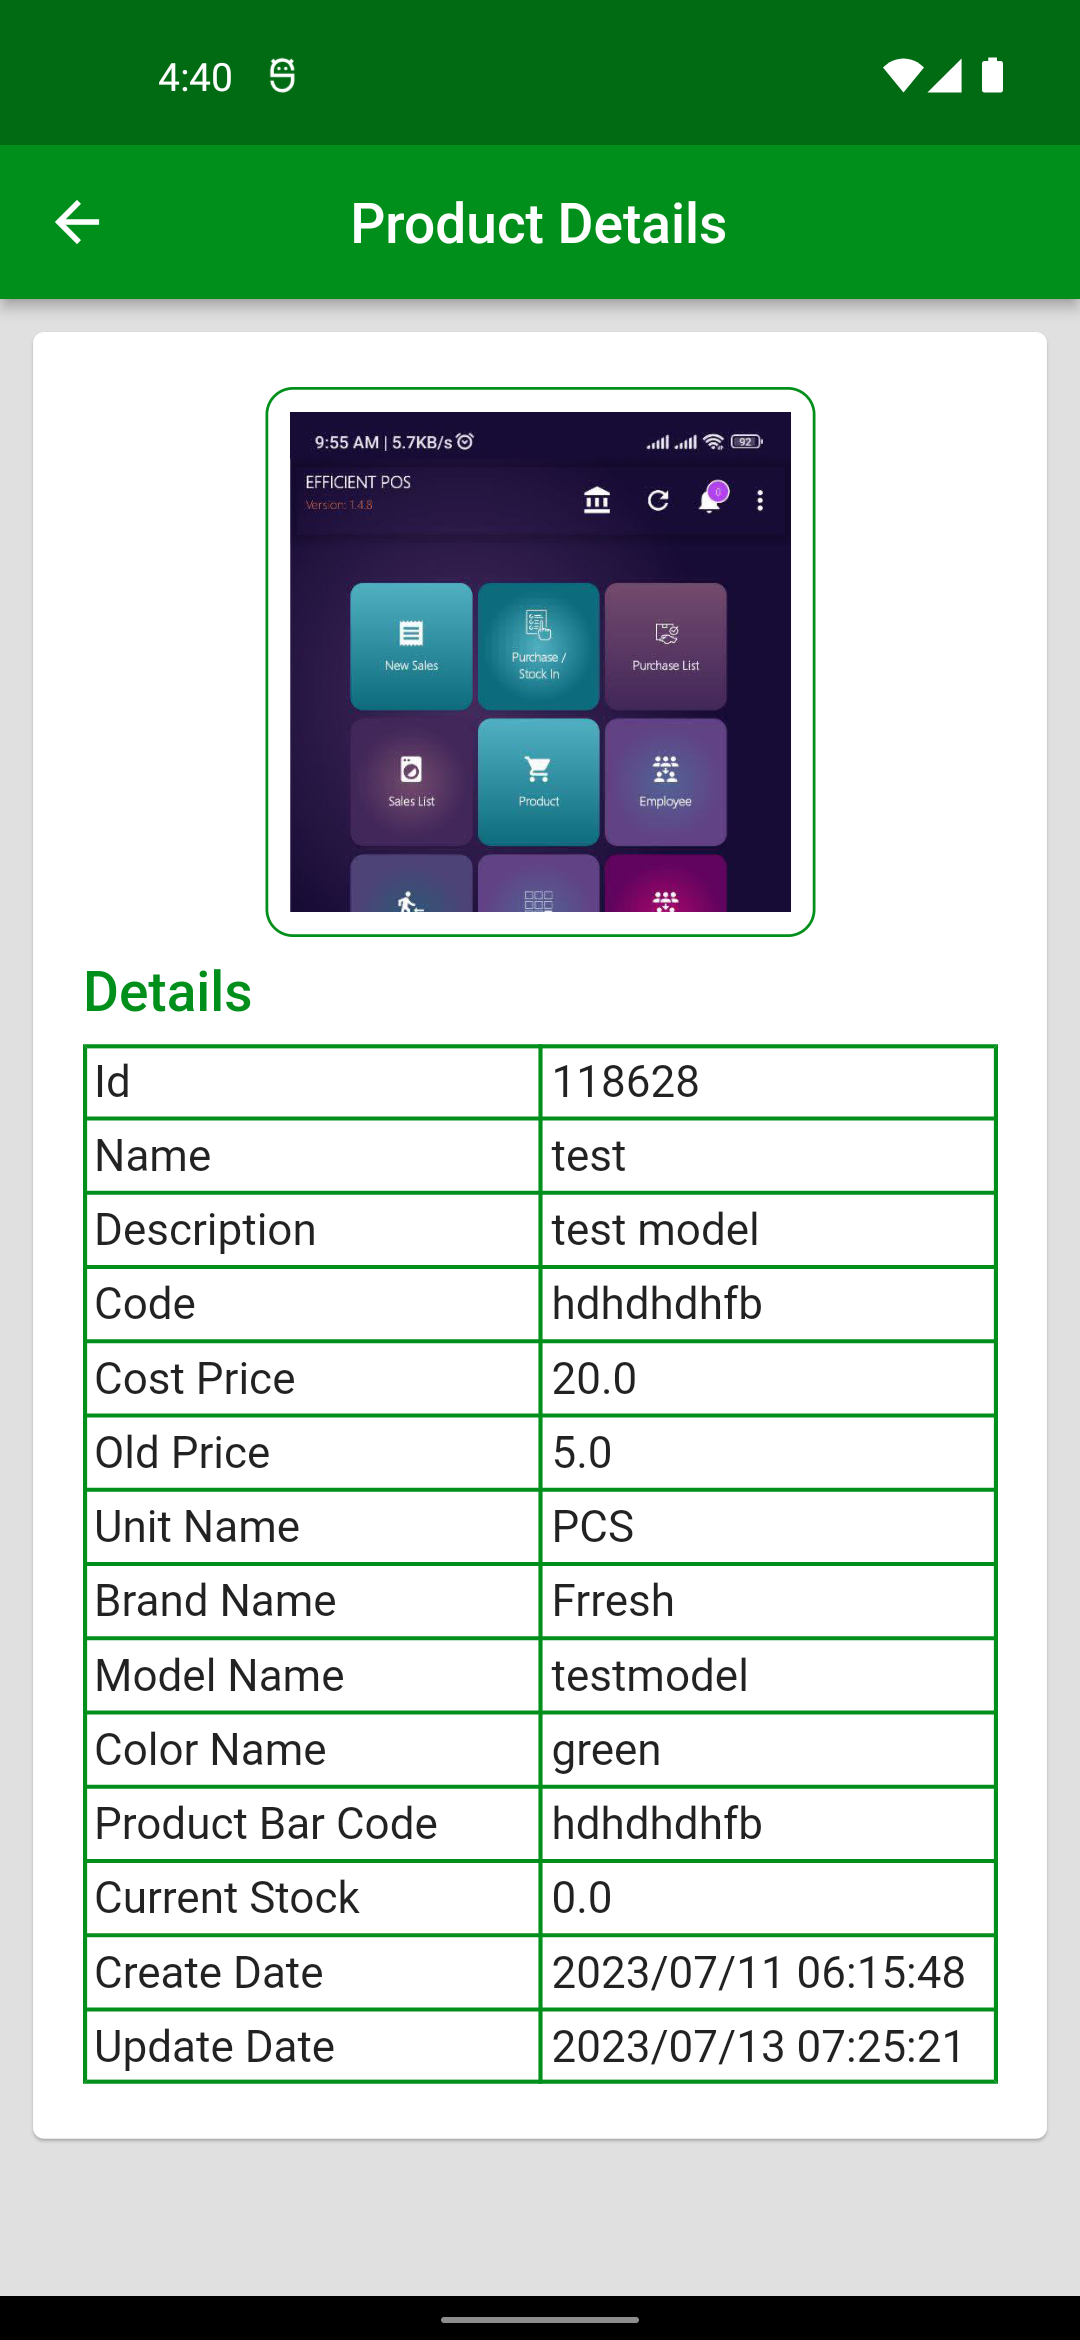 4:40
Product Details
9:55 AM | 5.7KB/s
92
EFFICIENT POS
Version: 1.4.8
0
New Sales
Purchase /
Stock In
Purchase List
Sales List
Product
Employee
Details
Id 118628
Name test
Description test model
Code hdhdhdhfb
Cost Price 20.0
Old Price 5.0
Unit Name PCS
Brand Name Frresh
Model Name testmodel
Color Name green
Product Bar Code hdhdhdhfb
Current Stock 0.0
Create Date 2023/07/11 06:15:48
Update Date 2023/07/13 07:25:21